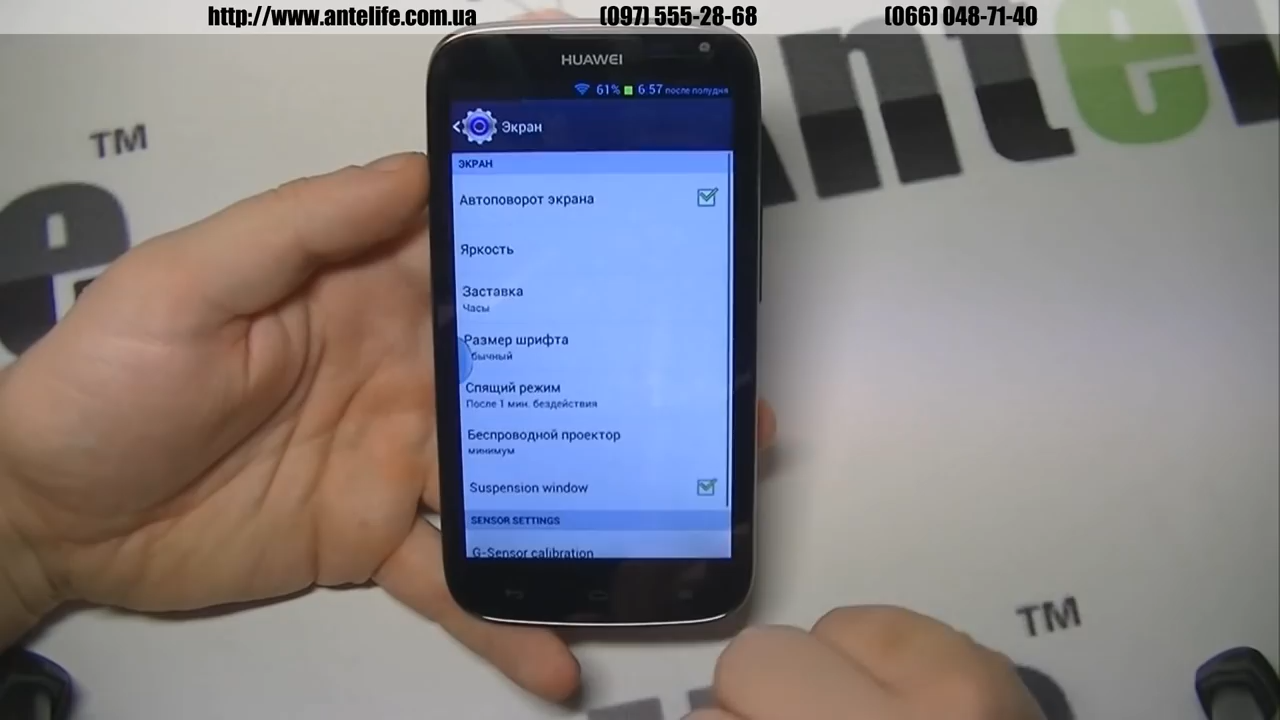 http://www.antelife.com.ua (097) 555-28-68 (066) 048-71-40
HUAWEI
61% 6:57 после полудня
TM
Экран
ЭКРАН
Автоповорот экрана
Яркость
Заставка
Часы
Размер шрифта
бычный
Спящий режим
После 1 мин. бездействия
Беспроводной проектор
минимум
Suspension window
SENSOR SETTINGS
G-Sensor calibration
TM